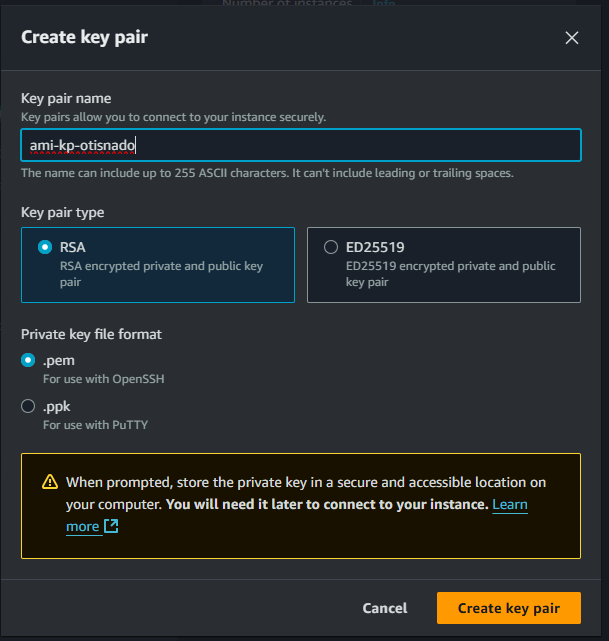 Number of instances Info
Create key pair
Key pair name
Key pairs allow you to connect to your instance securely.
ami-kp-otisnado
The name can include up to 255 ASCII characters. It can't include leading or trailing spaces.
Key pair type
RSA
RSA encrypted private and public key
pair
ED25519
ED25519 encrypted private and public
key pair
Private key file format
.pem
For use with OpenSSH
.ppk
For use with PuTTY
When prompted, store the private key in a secure and accessible location on
your computer. You will need it later to connect to your instance. Learn
more
Cancel
Create key pair